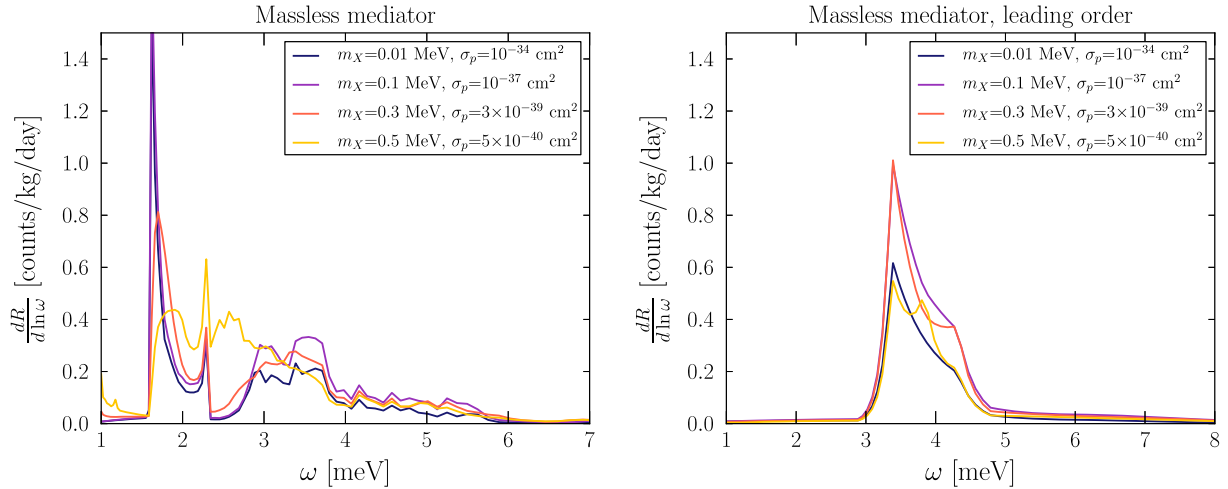 Massless mediator
dR/d ln ω [counts/kg/day]
1.4
1.2
1.0
0.8
0.6
0.4
0.2
0.0
m_X=0.01 MeV, σ_p=10^−34 cm^2
m_X=0.1 MeV, σ_p=10^−37 cm^2
m_X=0.3 MeV, σ_p=3×10^−39 cm^2
m_X=0.5 MeV, σ_p=5×10^−40 cm^2
1 2 3 4 5 6 7
ω [meV]
Massless mediator, leading order
dR/d ln ω [counts/kg/day]
1.4
1.2
1.0
0.8
0.6
0.4
0.2
0.0
m_X=0.01 MeV, σ_p=10^−34 cm^2
m_X=0.1 MeV, σ_p=10^−37 cm^2
m_X=0.3 MeV, σ_p=3×10^−39 cm^2
m_X=0.5 MeV, σ_p=5×10^−40 cm^2
1 2 3 4 5 6 7 8
ω [meV]